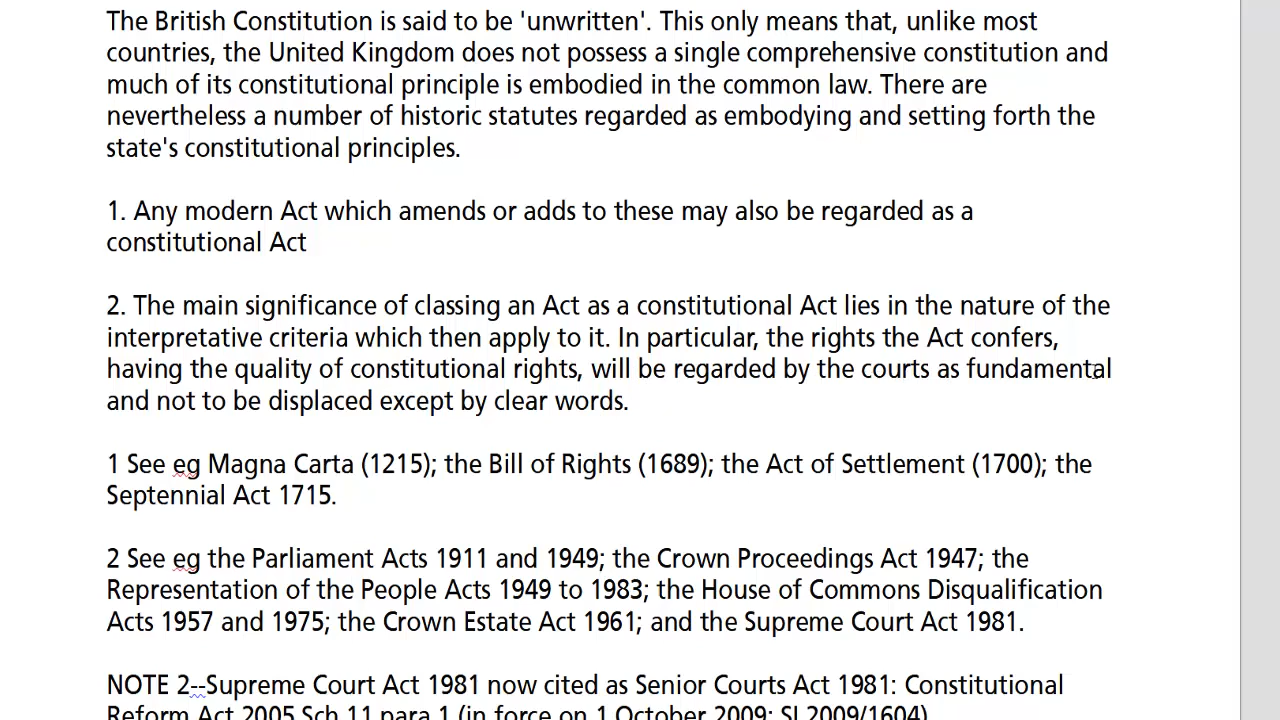 The British Constitution is said to be 'unwritten'. This only means that, unlike most
countries, the United Kingdom does not possess a single comprehensive constitution and
much of its constitutional principle is embodied in the common law. There are
nevertheless a number of historic statutes regarded as embodying and setting forth the
state's constitutional principles.
1. Any modern Act which amends or adds to these may also be regarded as a
constitutional Act
2. The main significance of classing an Act as a constitutional Act lies in the nature of the
interpretative criteria which then apply to it. In particular, the rights the Act confers,
having the quality of constitutional rights, will be regarded by the courts as fundamental
and not to be displaced except by clear words.
1 See eg Magna Carta (1215); the Bill of Rights (1689); the Act of Settlement (1700); the
Septennial Act 1715.
2 See eg the Parliament Acts 1911 and 1949; the Crown Proceedings Act 1947; the
Representation of the People Acts 1949 to 1983; the House of Commons Disqualification
Acts 1957 and 1975; the Crown Estate Act 1961; and the Supreme Court Act 1981.
NOTE 2--Supreme Court Act 1981 now cited as Senior Courts Act 1981: Constitutional
Reform Act 2005 Sch 11 para 1 (in force on 1 October 2009: SI 2009/1604)